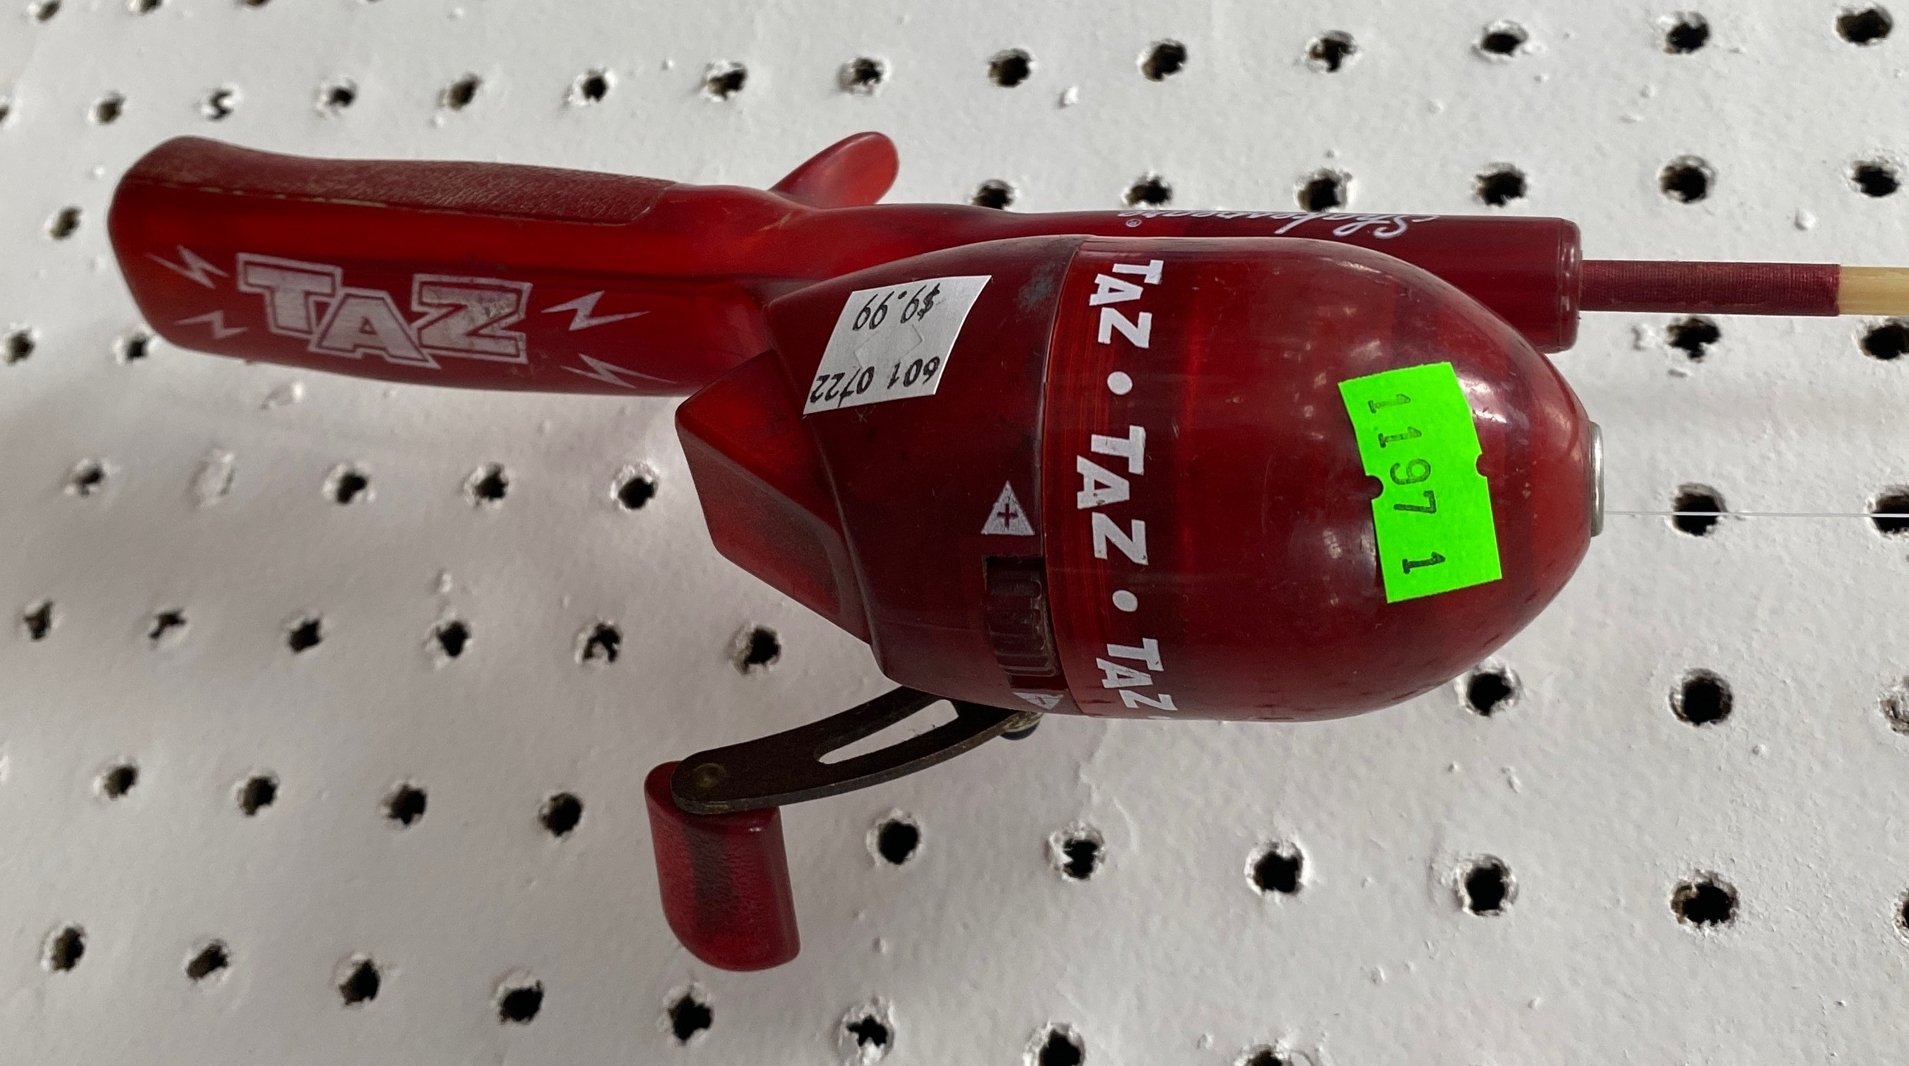 TAZ
Shakespeare®
$9.99
601 0722
TAZ • TAZ • TAZ •
+
1197 1